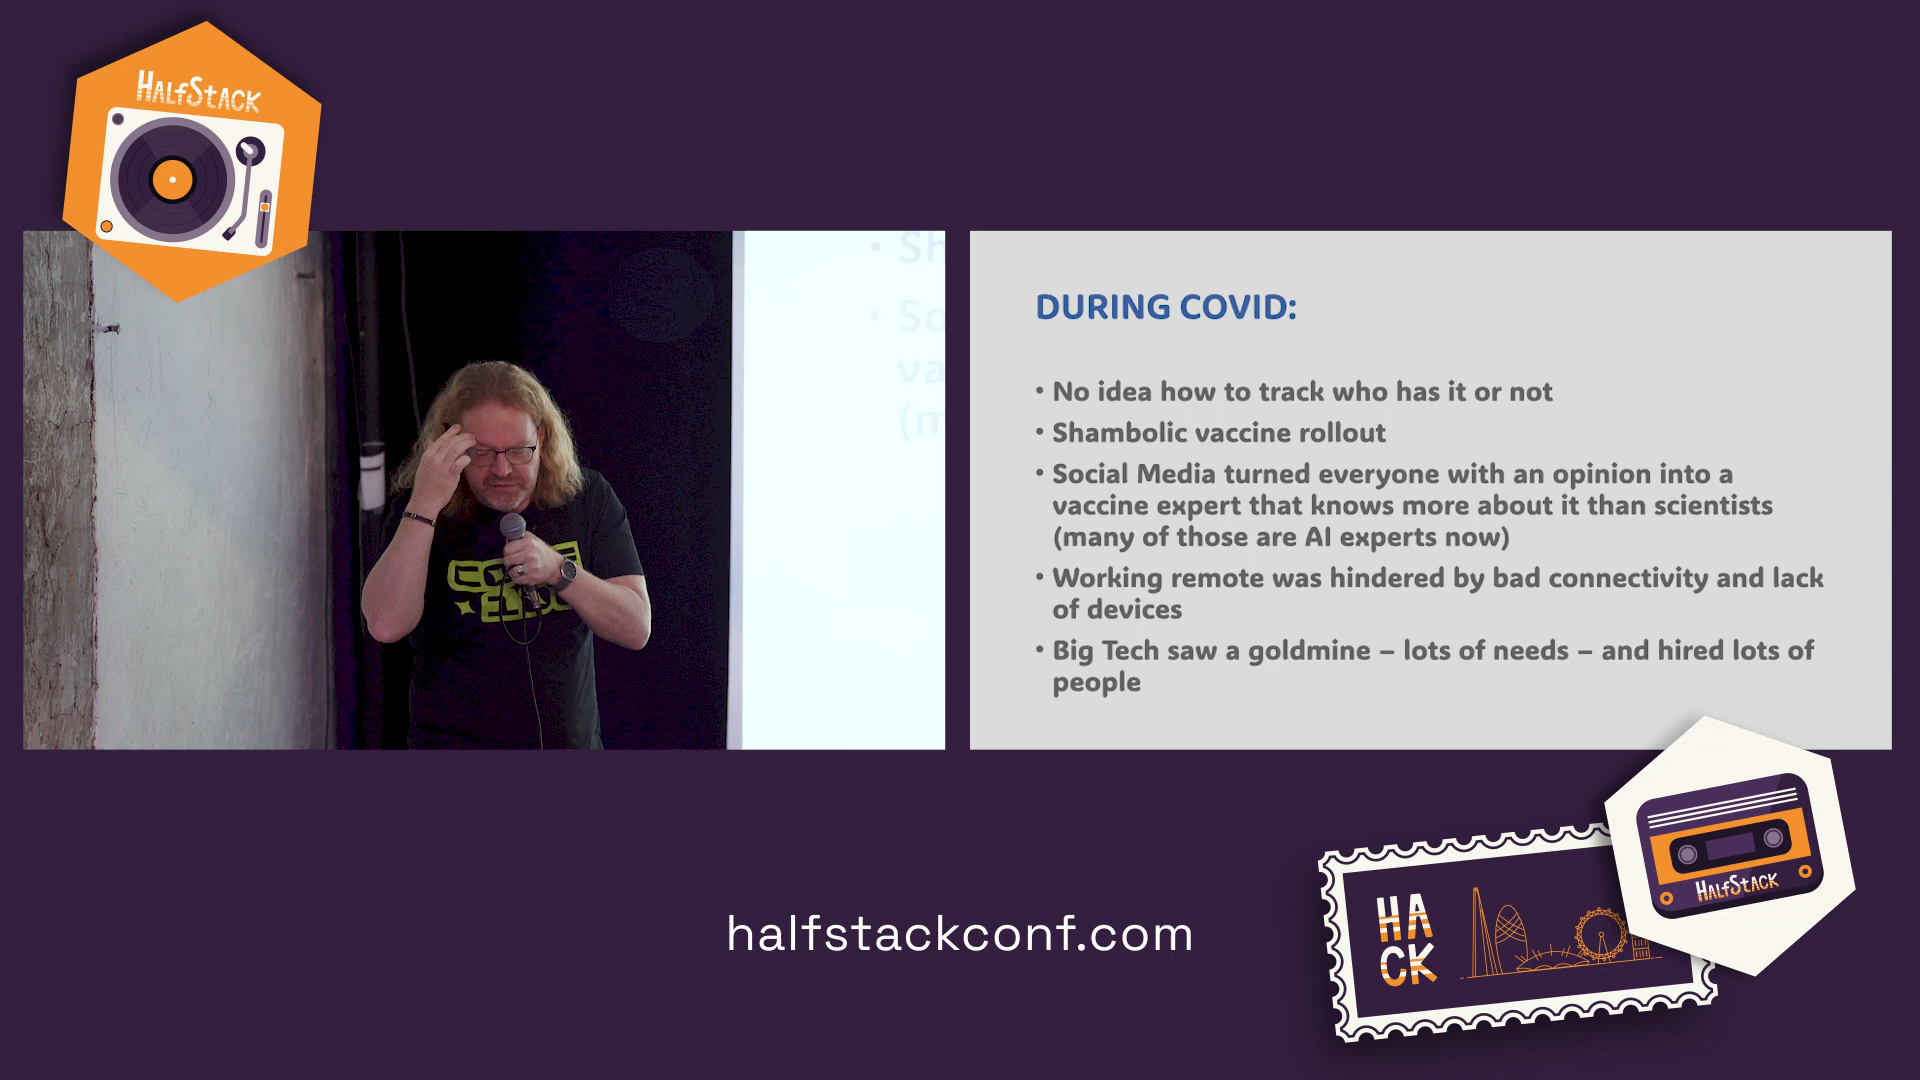 HALFSTACK
• Sh
• So
va
(m
DURING COVID:
• No idea how to track who has it or not
• Shambolic vaccine rollout
• Social Media turned everyone with an opinion into a
vaccine expert that knows more about it than scientists
(many of those are AI experts now)
• Working remote was hindered by bad connectivity and lack
of devices
• Big Tech saw a goldmine – lots of needs – and hired lots of
people
HALFSTACK
HA
CK
halfstackconf.com